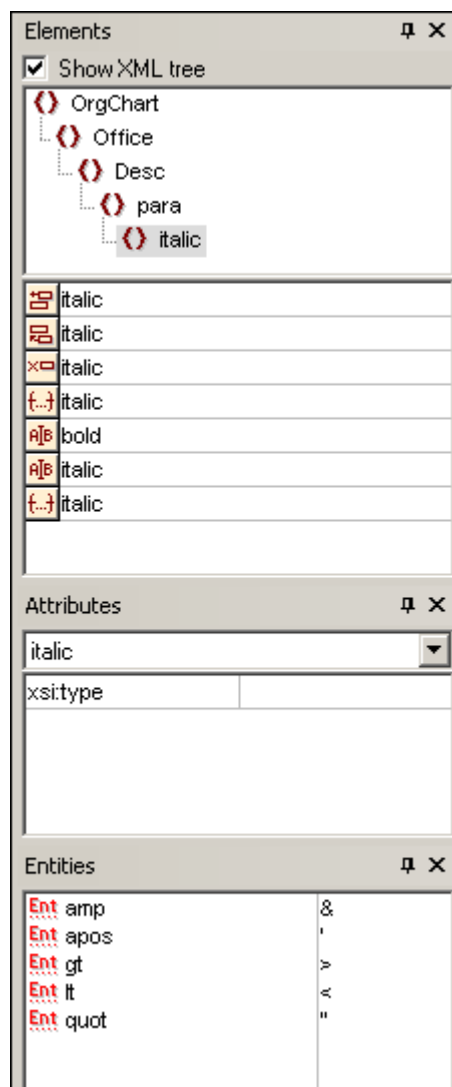 Elements
Show XML tree
OrgChart
Office
Desc
para
italic
italic
italic
italic
{...} italic
A|B bold
A|B italic
{...} italic
Attributes
italic
xsi:type
Entities
Ent amp &
Ent apos '
Ent gt >
Ent lt <
Ent quot "